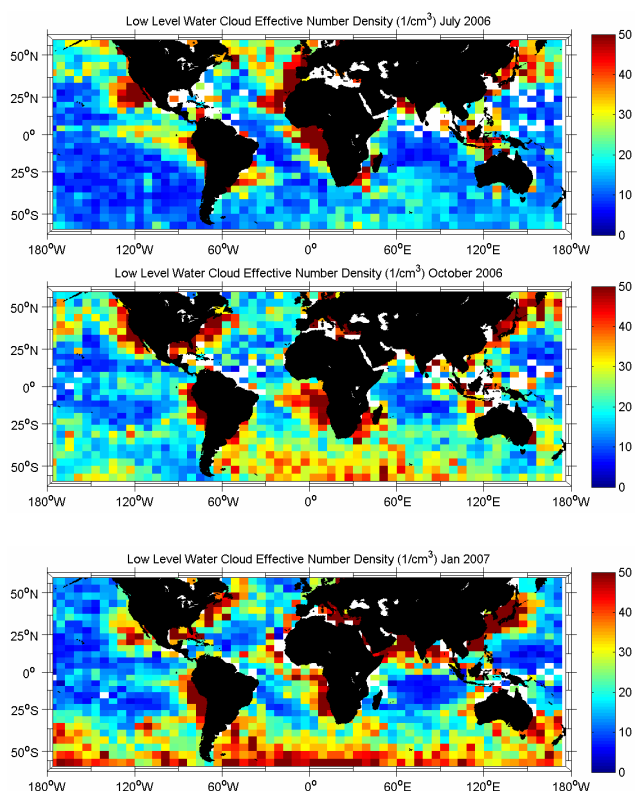 Low Level Water Cloud Effective Number Density (1/cm³) July 2006
50°N
25°N
0°
25°S
50°S
180°W 120°W 60°W 0° 60°E 120°E 180°W
50
40
30
20
10
0
Low Level Water Cloud Effective Number Density (1/cm³) October 2006
50°N
25°N
0°
25°S
50°S
180°W 120°W 60°W 0° 60°E 120°E 180°W
50
40
30
20
10
0
Low Level Water Cloud Effective Number Density (1/cm³) Jan 2007
50°N
25°N
0°
25°S
50°S
180°W 120°W 60°W 0° 60°E 120°E 180°W
50
40
30
20
10
0